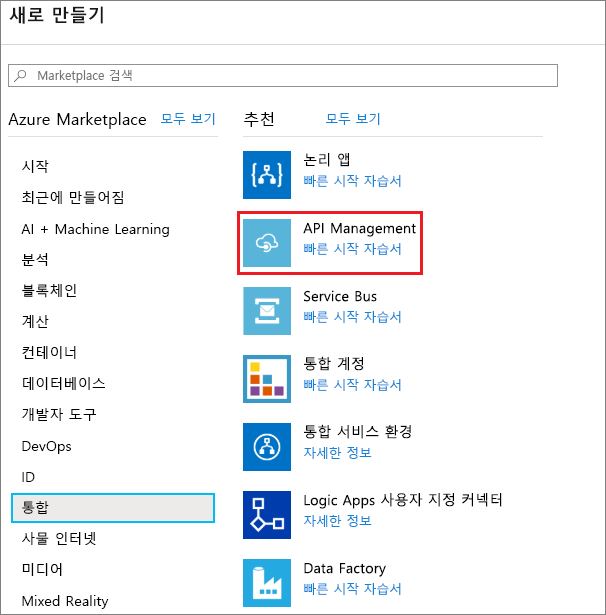 새로 만들기
Marketplace 검색
Azure Marketplace 모두 보기
시작
최근에 만들어짐
AI + Machine Learning
분석
블록체인
계산
컨테이너
데이터베이스
개발자 도구
DevOps
ID
통합
사물 인터넷
미디어
Mixed Reality
추천 모두 보기
논리 앱
빠른 시작 자습서
API Management
빠른 시작 자습서
Service Bus
빠른 시작 자습서
통합 계정
빠른 시작 자습서
통합 서비스 환경
자세한 정보
Logic Apps 사용자 지정 커넥터
자세한 정보
Data Factory
빠른 시작 자습서